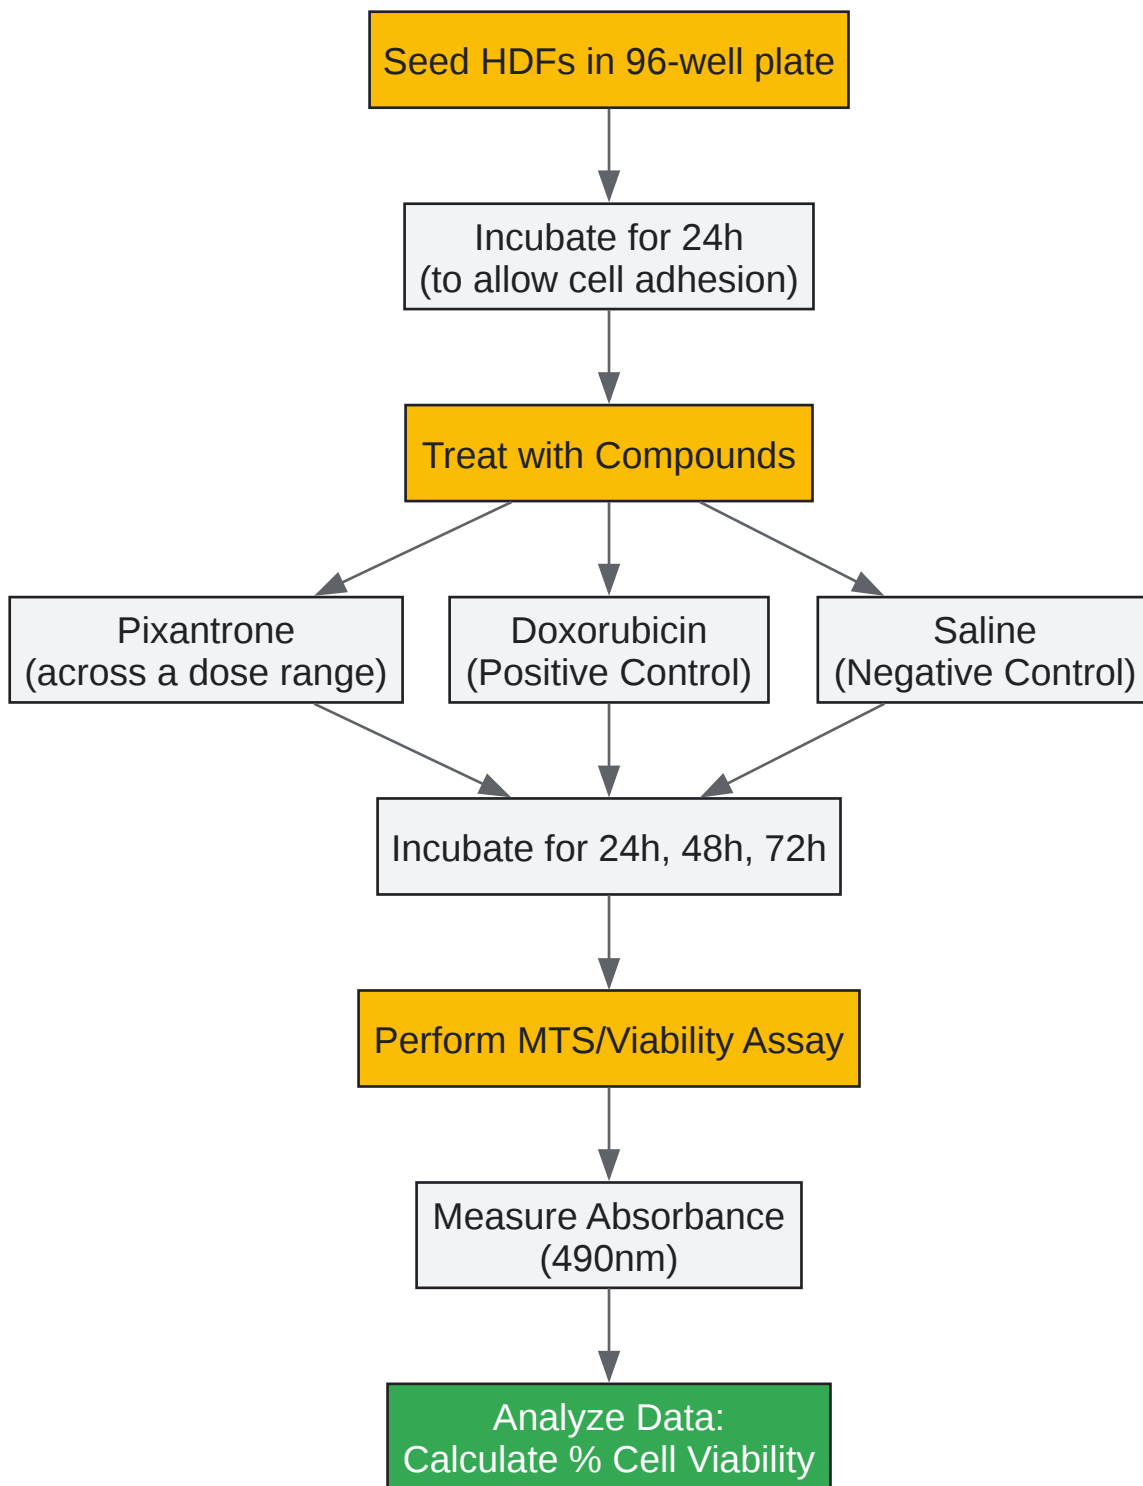 Seed HDFs in 96-well plate
Incubate for 24h
(to allow cell adhesion)
Treat with Compounds
Pixantrone
(across a dose range)
Doxorubicin
(Positive Control)
Saline
(Negative Control)
Incubate for 24h, 48h, 72h
Perform MTS/Viability Assay
Measure Absorbance
(490nm)
Analyze Data:
Calculate % Cell Viability